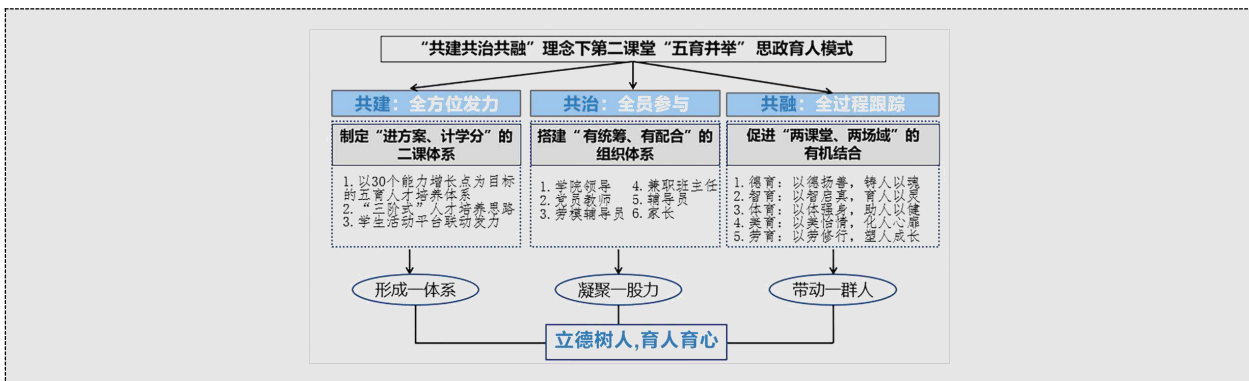 “共建共治共融”理念下第二课堂“五育并举”思政育人模式
共建：全方位发力
制定“进方案、计学分”的
二课体系
1. 以30个能力增长点为目标
的五育人才培养体系
2. “三阶式”人才培养思路
3. 学生活动平台联动发力
形成一体系
共治：全员参与
搭建“有统筹、有配合”的
组织体系
1. 学院领导 4. 兼职班主任
2. 党员教师 5. 辅导员
3. 劳模辅导员 6. 家长
凝聚一股力
共融：全过程跟踪
促进“两课堂、两场域”的
有机结合
1. 德育：以德扬善，铸人以魂
2. 智育：以智启真，育人以灵
3. 体育：以体强身，助人以健
4. 美育：以美怡情，化人心扉
5. 劳育：以劳修行，塑人成长
带动一群人
立德树人,育人育心